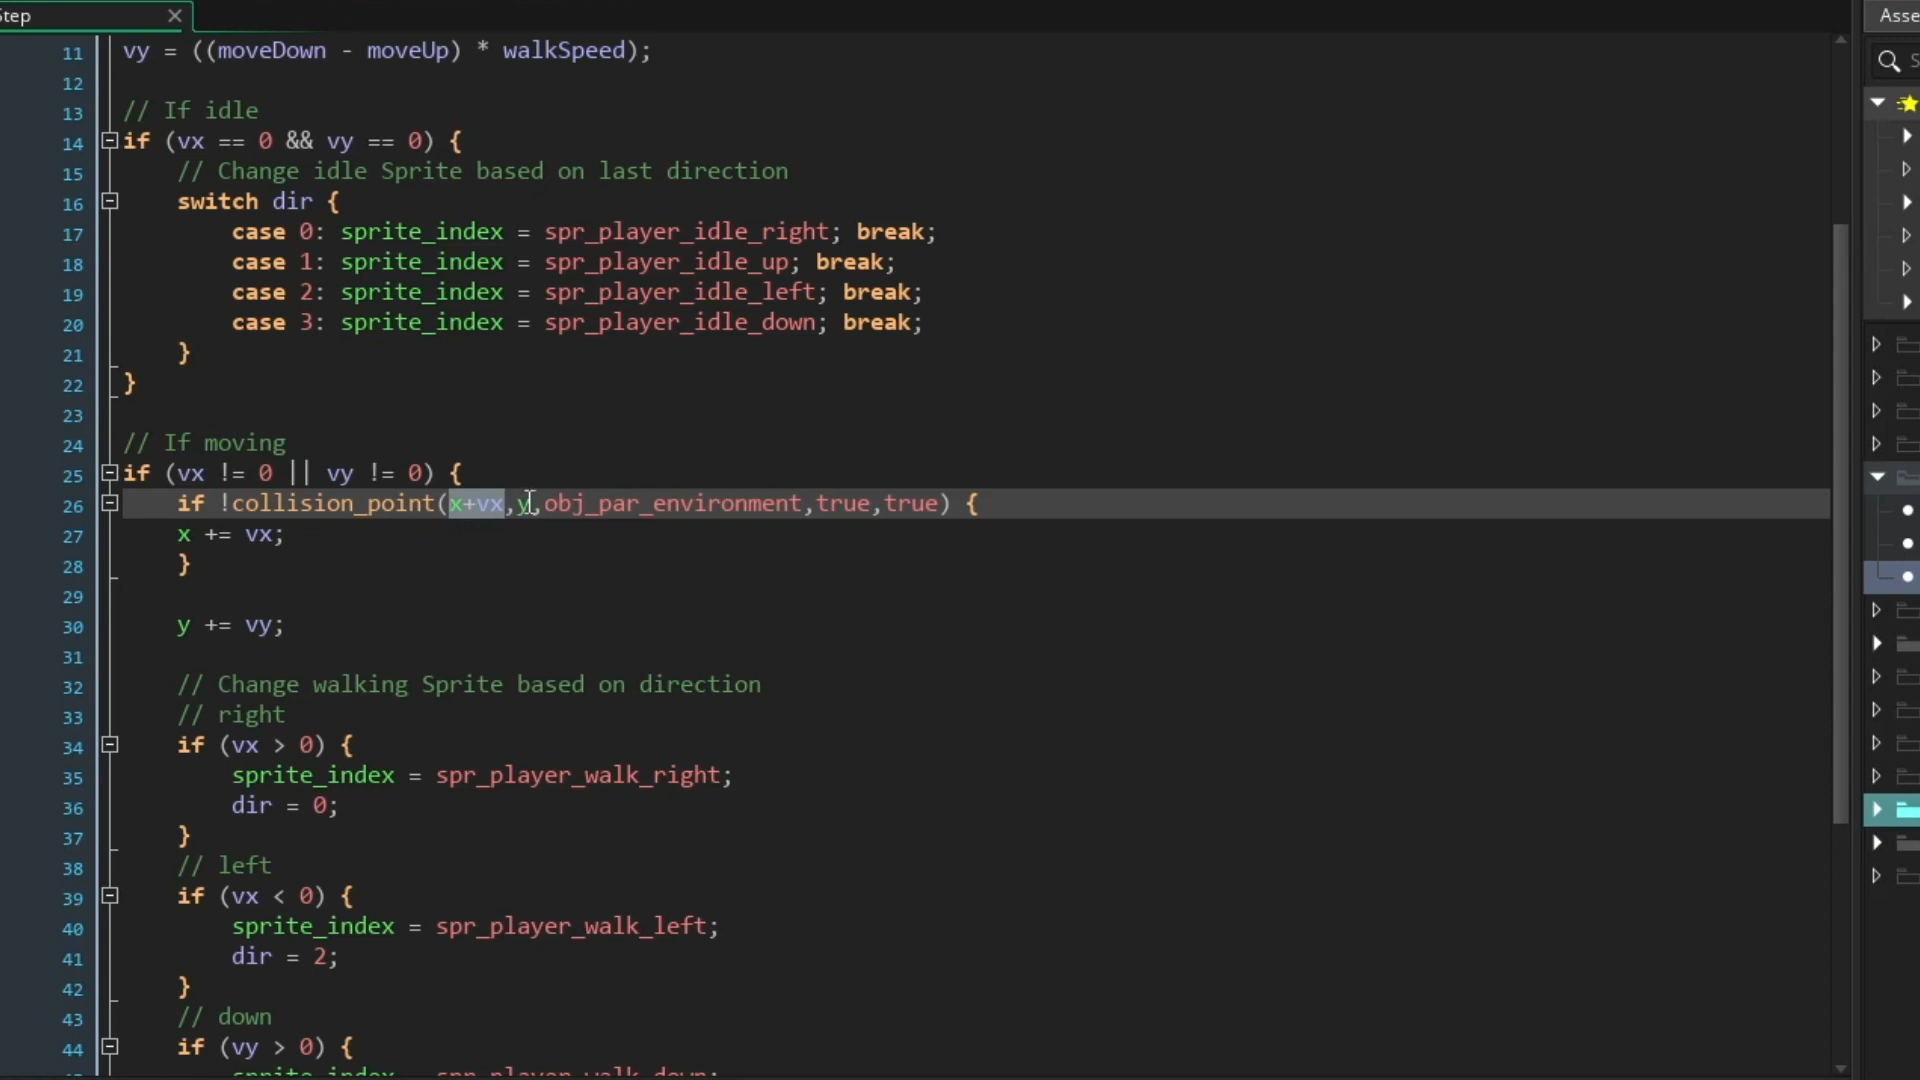 Step
Asse
11 vy = ((moveDown - moveUp) * walkSpeed);
12
13 // If idle
14 if (vx == 0 && vy == 0) {
15 // Change idle Sprite based on last direction
16 switch dir {
17 case 0: sprite_index = spr_player_idle_right; break;
18 case 1: sprite_index = spr_player_idle_up; break;
19 case 2: sprite_index = spr_player_idle_left; break;
20 case 3: sprite_index = spr_player_idle_down; break;
21 }
22 }
23
24 // If moving
25 if (vx != 0 || vy != 0) {
26 if !collision_point(x+vx,y,obj_par_environment,true,true) {
27 x += vx;
28 }
29
30 y += vy;
31
32 // Change walking Sprite based on direction
33 // right
34 if (vx > 0) {
35 sprite_index = spr_player_walk_right;
36 dir = 0;
37 }
38 // left
39 if (vx < 0) {
40 sprite_index = spr_player_walk_left;
41 dir = 2;
42 }
43 // down
44 if (vy > 0) {
sprite_index = spr_player_walk_down;